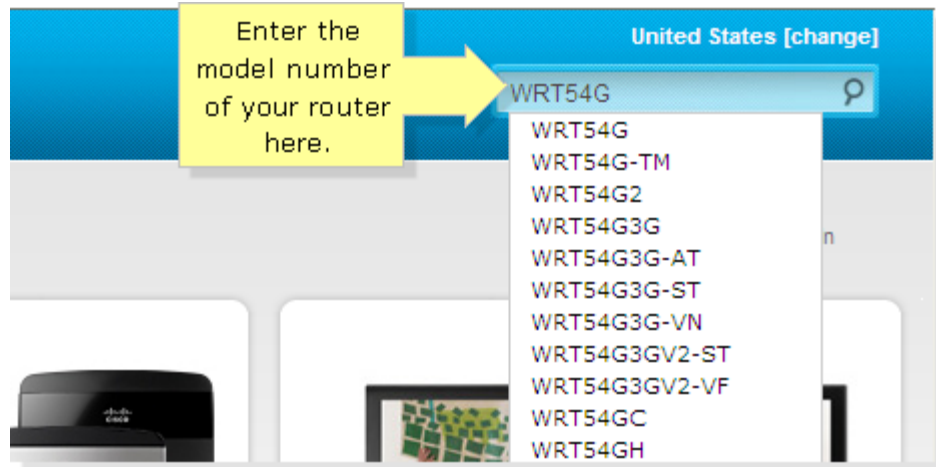 Enter the
model number
of your router
here.
United States [change]
WRT54G
WRT54G
WRT54G-TM
WRT54G2
WRT54G3G
n
WRT54G3G-AT
WRT54G3G-ST
WRT54G3G-VN
WRT54G3GV2-ST
WRT54G3GV2-VF
WRT54GC
WRT54GH
CISCO